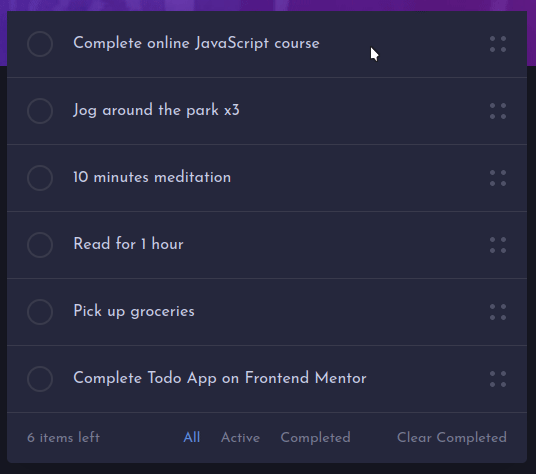 Complete online JavaScript course
Jog around the park x3
10 minutes meditation
Read for 1 hour
Pick up groceries
Complete Todo App on Frontend Mentor
6 items left All Active Completed Clear Completed